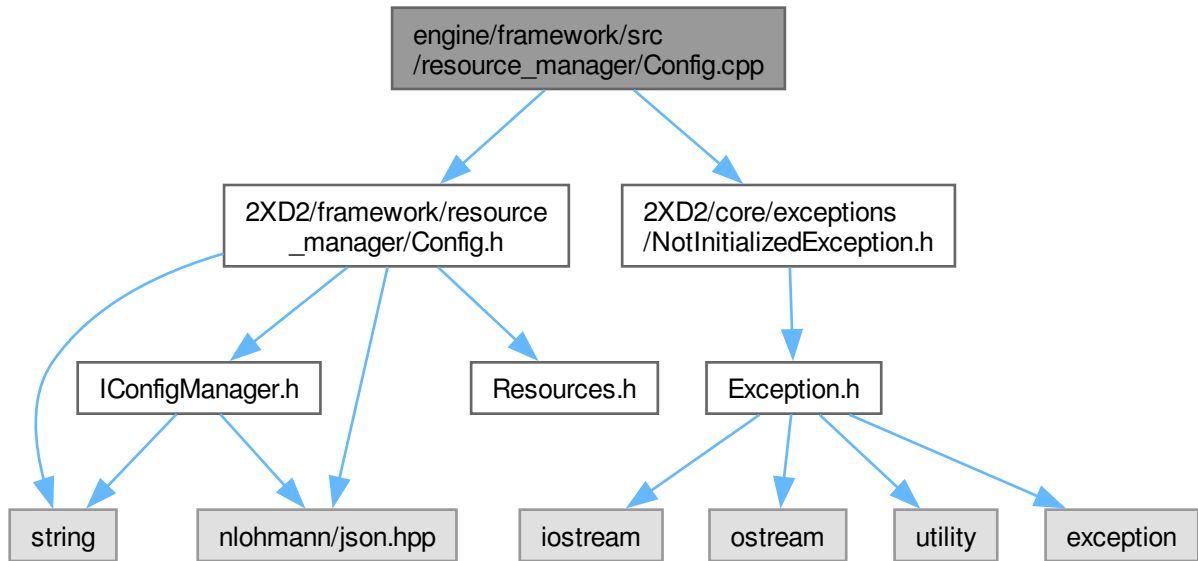 engine/framework/src
/resource_manager/Config.cpp
2XD2/framework/resource
_manager/Config.h
2XD2/core/exceptions
/NotInitializedException.h
IConfigManager.h
Resources.h
Exception.h
string
nlohmann/json.hpp
iostream
ostream
utility
exception